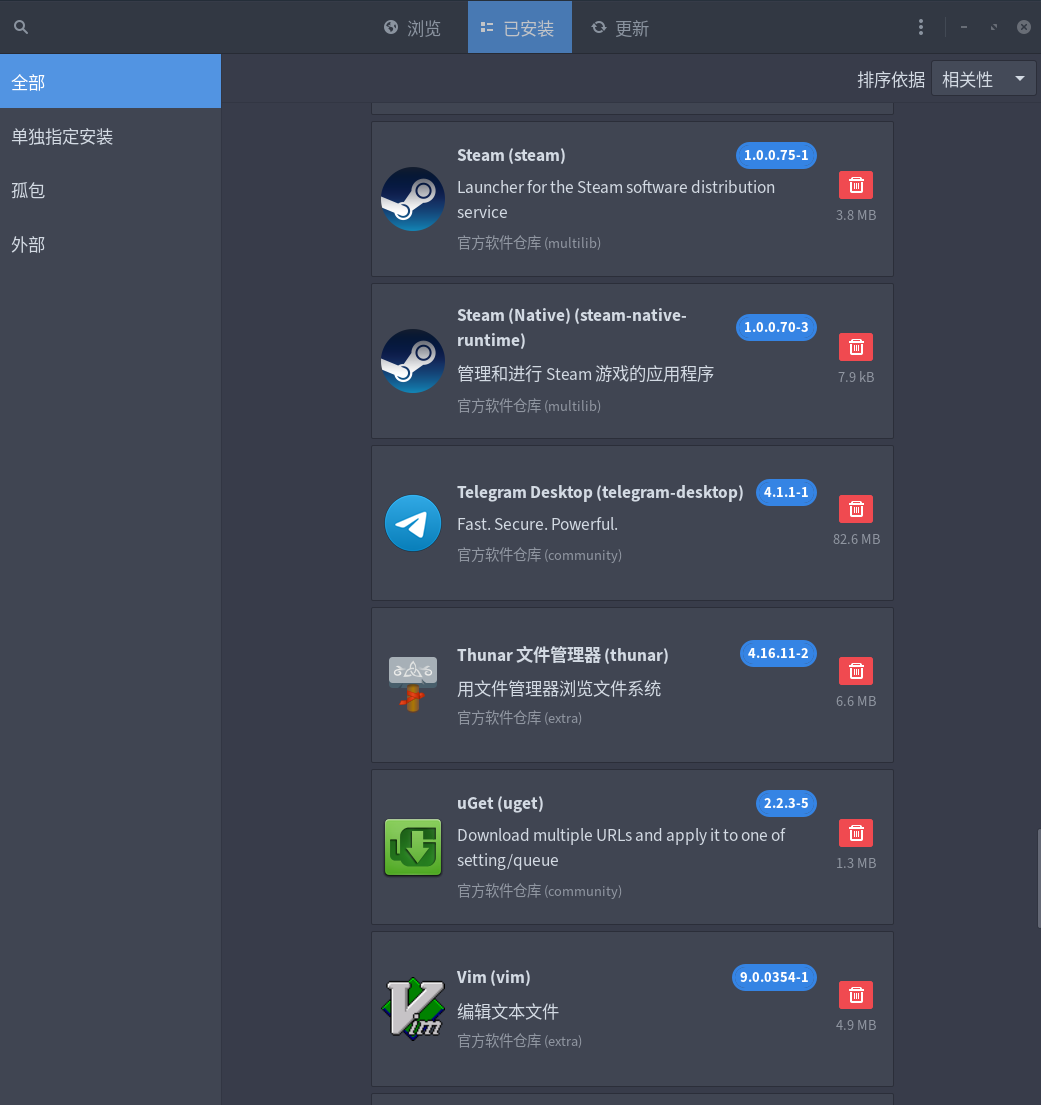 浏览
已安装
更新
全部
单独指定安装
孤包
外部
排序依据 相关性
Steam (steam) 1.0.0.75-1
Launcher for the Steam software distribution
service
官方软件仓库 (multilib)
3.8 MB
Steam (Native) (steam-native-
runtime)
1.0.0.70-3
管理和进行 Steam 游戏的应用程序
官方软件仓库 (multilib)
7.9 kB
Telegram Desktop (telegram-desktop) 4.1.1-1
Fast. Secure. Powerful.
官方软件仓库 (community)
82.6 MB
Thunar 文件管理器 (thunar) 4.16.11-2
用文件管理器浏览文件系统
官方软件仓库 (extra)
6.6 MB
uGet (uget) 2.2.3-5
Download multiple URLs and apply it to one of
setting/queue
官方软件仓库 (community)
1.3 MB
Vim (vim) 9.0.0354-1
编辑文本文件
官方软件仓库 (extra)
4.9 MB
Vim